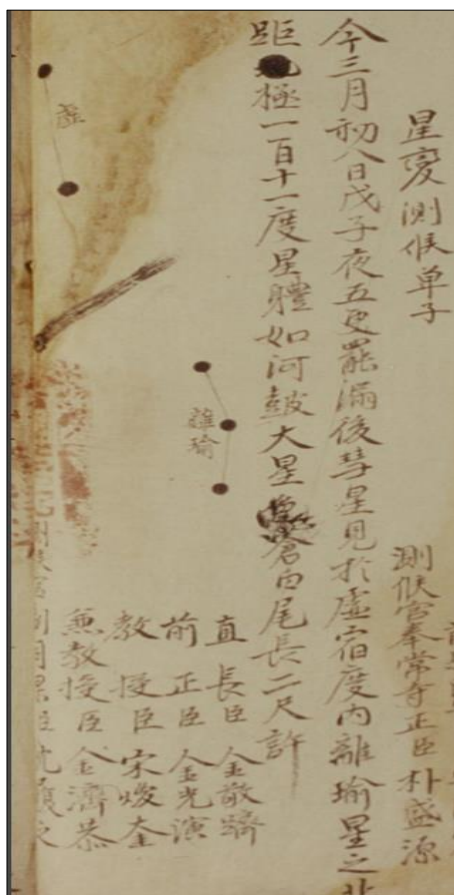 測候官奉常寺正臣朴盛源
星變測候单子
今三月初八日戊子夜五更罷漏後彗星見於虛宿度内離瑜星之北
距極一百十一度星體如河鼓大星蒼白尾長二尺許
直長臣金敬躋
前正臣金光演
教授臣宋煥奎
兼教授臣金濟恭
離瑜
虛